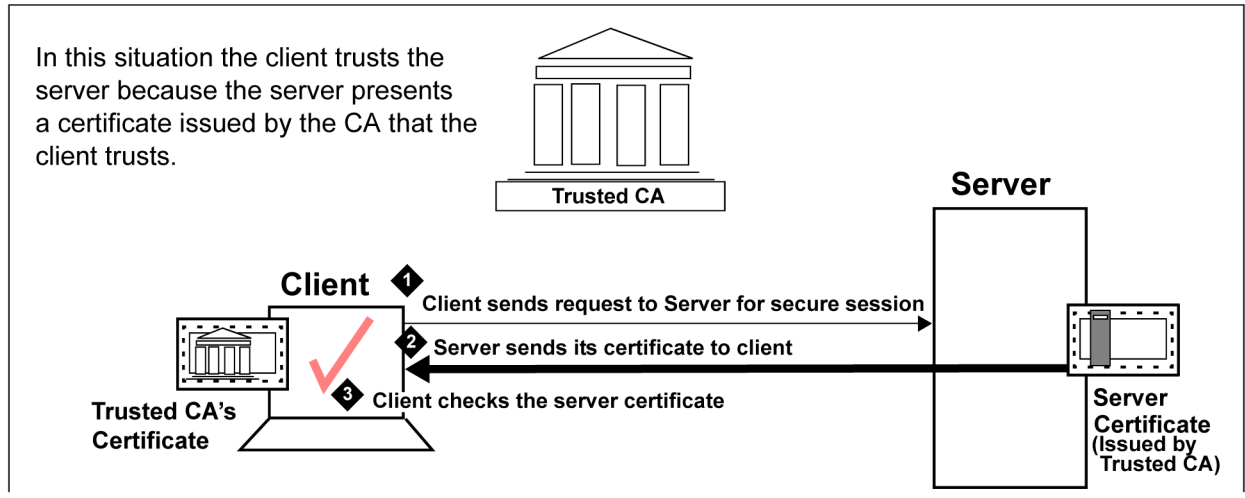 In this situation the client trusts the
server because the server presents
a certificate issued by the CA that the
client trusts.
Trusted CA
Server
Client
1
Client sends request to Server for secure session
2
Server sends its certificate to client
3
Client checks the server certificate
Trusted CA's
Certificate
Server
Certificate
(Issued by
Trusted CA)